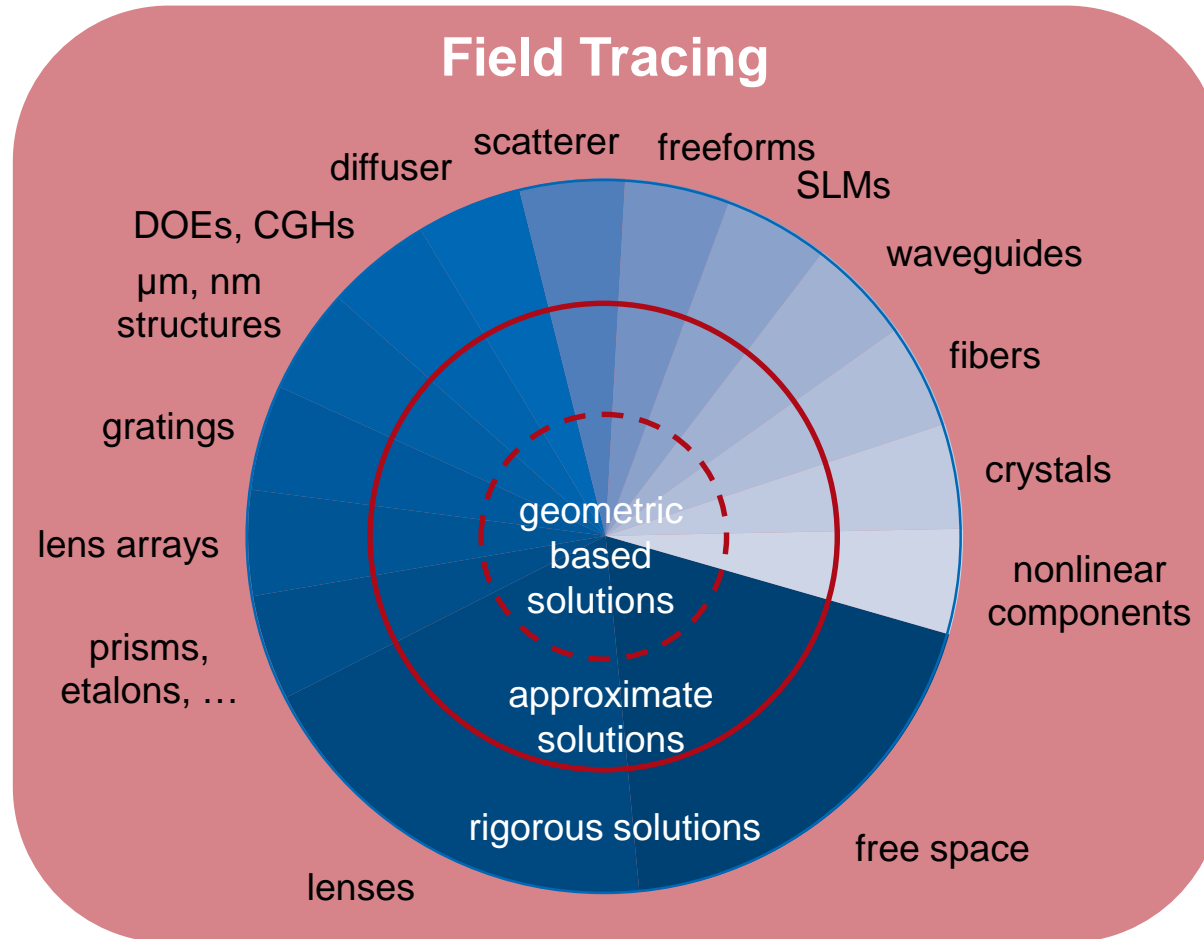 Field Tracing
scatterer
freeforms
diffuser
SLMs
DOEs, CGHs
waveguides
µm, nm
structures
fibers
gratings
crystals
geometric
based
solutions
lens arrays
nonlinear
components
prisms,
etalons, …
approximate
solutions
rigorous solutions
free space
lenses